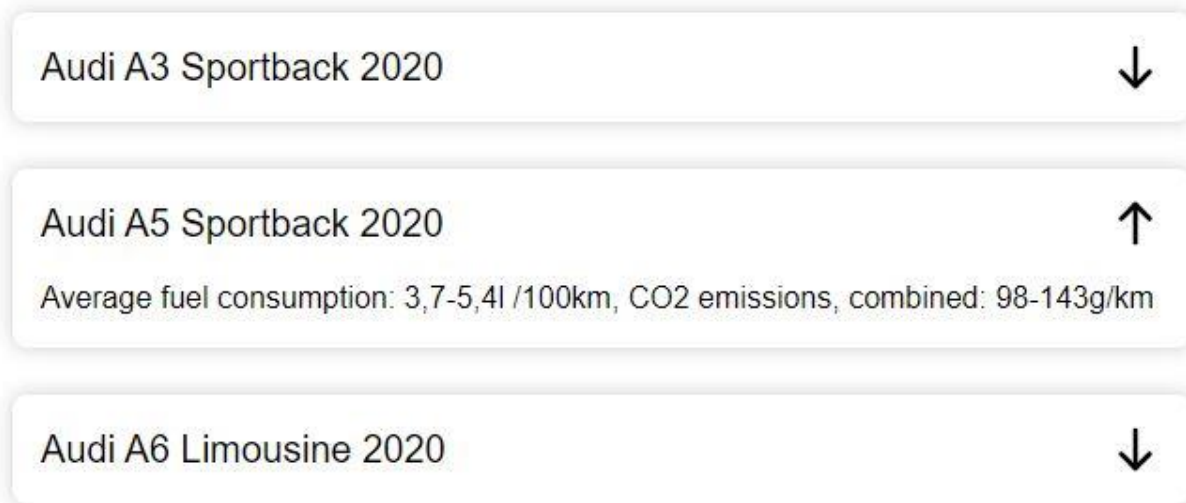 Audi A3 Sportback 2020
Audi A5 Sportback 2020
Average fuel consumption: 3,7-5,4l /100km, CO2 emissions, combined: 98-143g/km
Audi A6 Limousine 2020